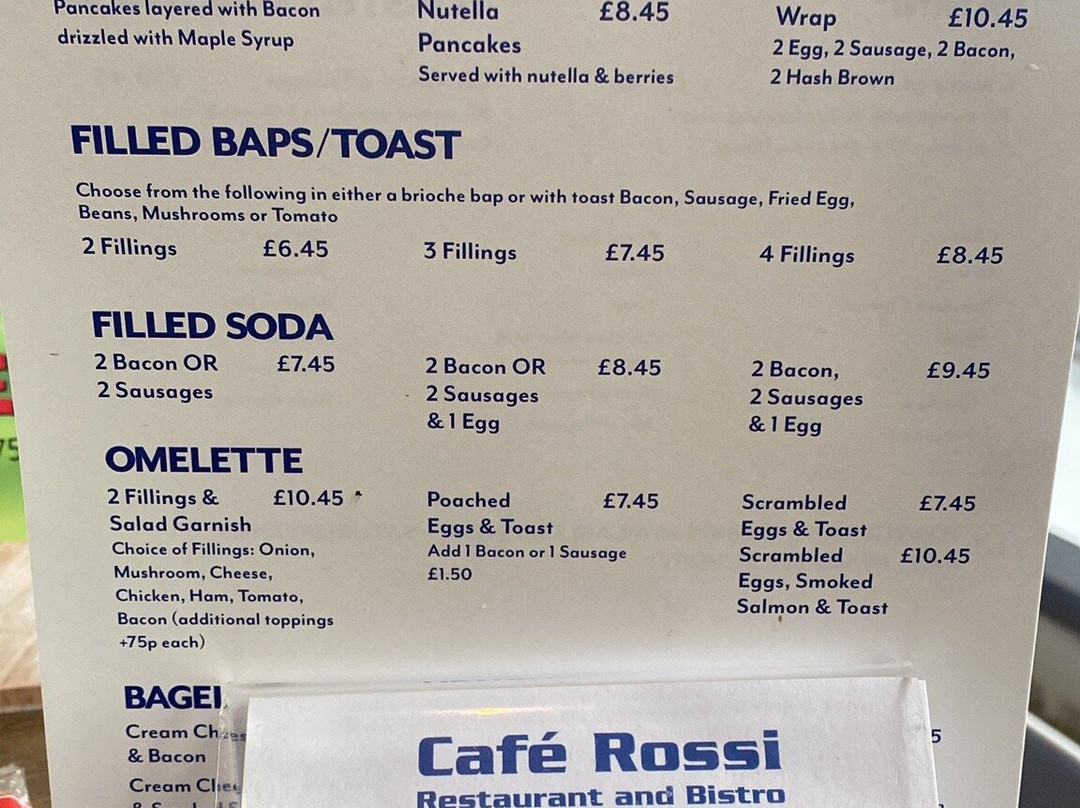 Pancakes layered with Bacon
drizzled with Maple Syrup
Nutella £8.45
Pancakes
Served with nutella & berries
Wrap £10.45
2 Egg, 2 Sausage, 2 Bacon,
2 Hash Brown
FILLED BAPS/TOAST
Choose from the following in either a brioche bap or with toast Bacon, Sausage, Fried Egg,
Beans, Mushrooms or Tomato
2 Fillings £6.45
3 Fillings £7.45
4 Fillings £8.45
FILLED SODA
2 Bacon OR £7.45
2 Sausages
2 Bacon OR £8.45
2 Sausages
& 1 Egg
2 Bacon, £9.45
2 Sausages
& 1 Egg
OMELETTE
2 Fillings & £10.45
Salad Garnish
Choice of Fillings: Onion,
Mushroom, Cheese,
Chicken, Ham, Tomato,
Bacon (additional toppings
+75p each)
Poached £7.45
Eggs & Toast
Add 1 Bacon or 1 Sausage
£1.50
Scrambled £7.45
Eggs & Toast
Scrambled £10.45
Eggs, Smoked
Salmon & Toast
Cream
& Bacon
Cream
5
Café Rossi
Restaurant and Bistro